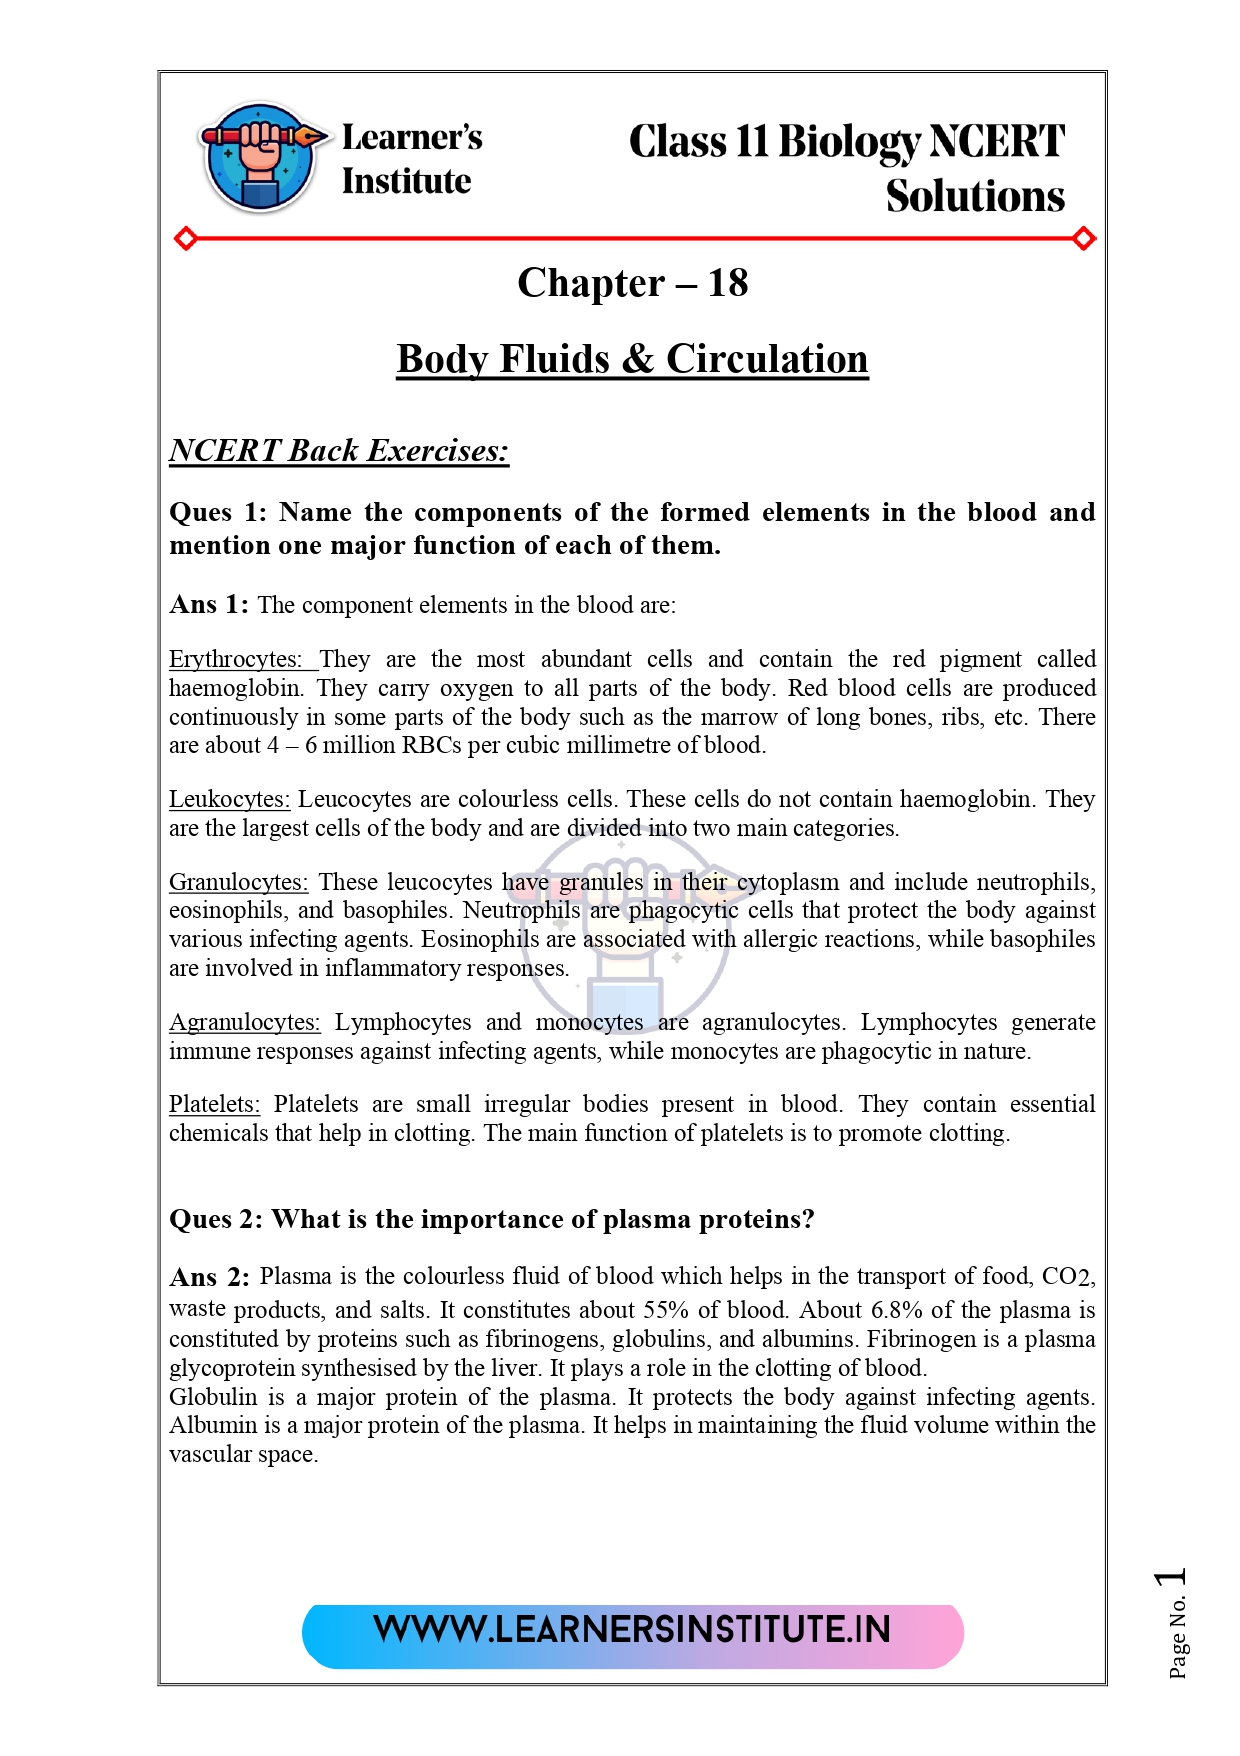 Learner's
Institute
Class 11 Biology NCERT
Solutions
Chapter – 18
Body Fluids & Circulation
NCERT Back Exercises:
Ques 1: Name the components of the formed elements in the blood and
mention one major function of each of them.
Ans 1: The component elements in the blood are:
Erythrocytes: They are the most abundant cells and contain the red pigment called
haemoglobin. They carry oxygen to all parts of the body. Red blood cells are produced
continuously in some parts of the body such as the marrow of long bones, ribs, etc. There
are about 4 – 6 million RBCs per cubic millimetre of blood.
Leukocytes: Leucocytes are colourless cells. These cells do not contain haemoglobin. They
are the largest cells of the body and are divided into two main categories.
Granulocytes: These leucocytes have granules in their cytoplasm and include neutrophils,
eosinophils, and basophiles. Neutrophils are phagocytic cells that protect the body against
various infecting agents. Eosinophils are associated with allergic reactions, while basophiles
are involved in inflammatory responses.
Agranulocytes: Lymphocytes and monocytes are agranulocytes. Lymphocytes generate
immune responses against infecting agents, while monocytes are phagocytic in nature.
Platelets: Platelets are small irregular bodies present in blood. They contain essential
chemicals that help in clotting. The main function of platelets is to promote clotting.
Ques 2: What is the importance of plasma proteins?
Ans 2: Plasma is the colourless fluid of blood which helps in the transport of food, CO2,
waste products, and salts. It constitutes about 55% of blood. About 6.8% of the plasma is
constituted by proteins such as fibrinogens, globulins, and albumins. Fibrinogen is a plasma
glycoprotein synthesised by the liver. It plays a role in the clotting of blood.
Globulin is a major protein of the plasma. It protects the body against infecting agents.
Albumin is a major protein of the plasma. It helps in maintaining the fluid volume within the
vascular space.
WWW.LEARNERSINSTITUTE.IN
Page No. 1